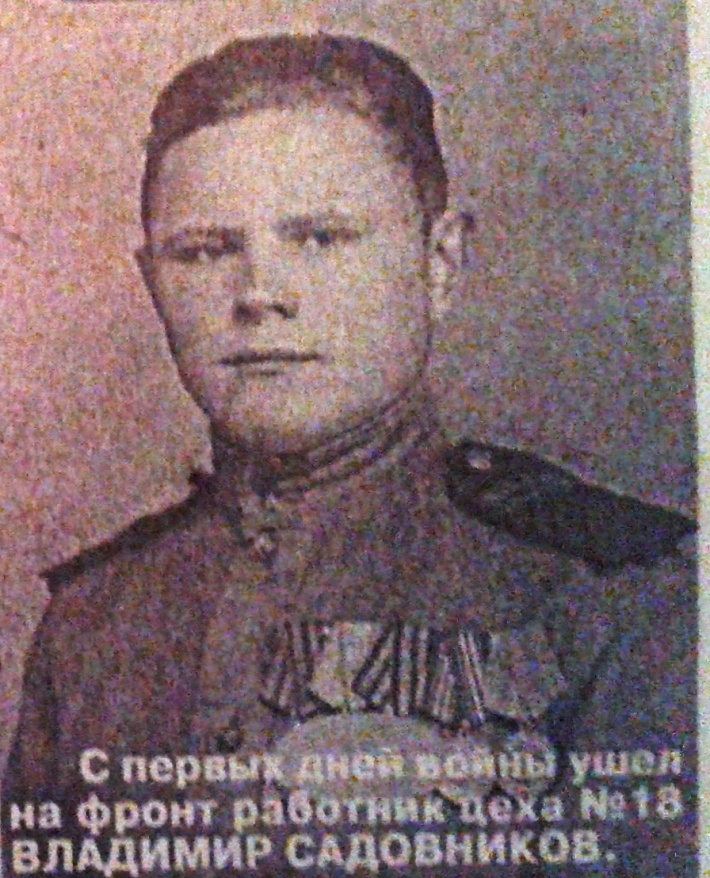 С первых дней войны ушел
на фронт работник цеха №18
ВЛАДИМИР САДОВНИКОВ.